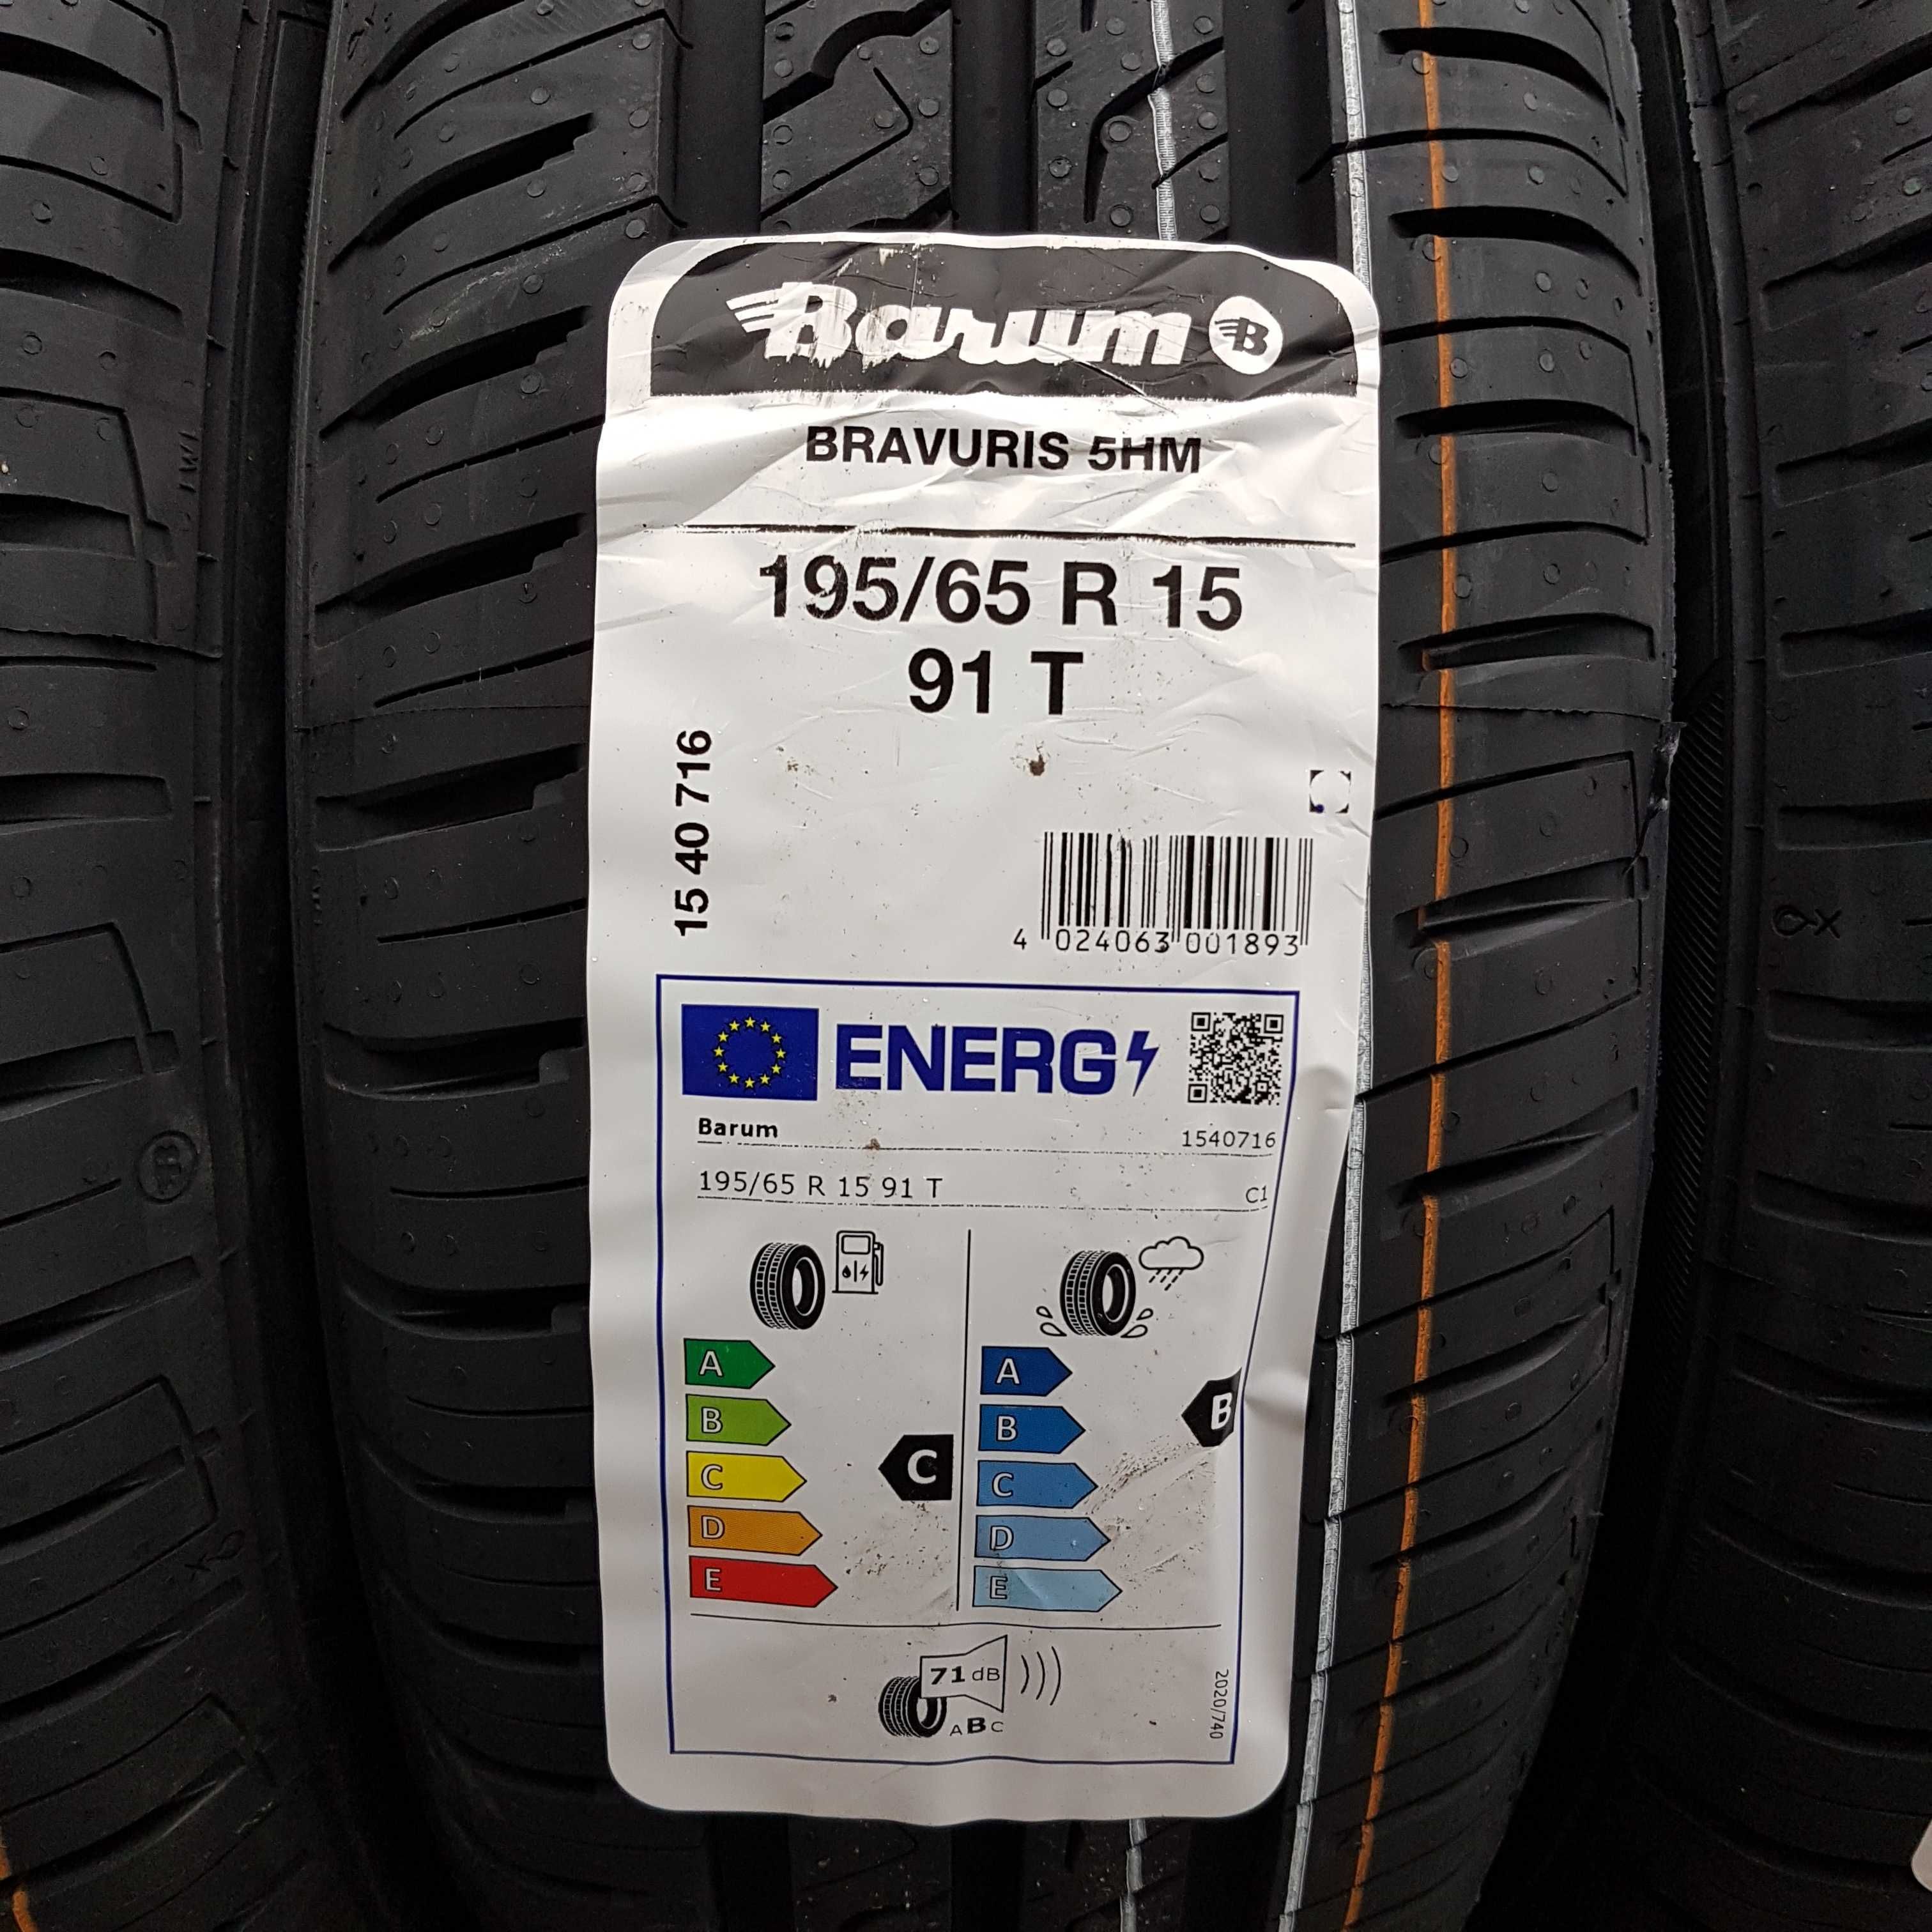 Barum B
BRAVURIS 5HM
195/65 R 15
91 T
15 40 716
4 024063 001893
ENERG
Barum 1540716
195/65 R 15 91 T C1
A A
B B B
C C C
D D
E E
71 dB
A B C
2020/740
TWI